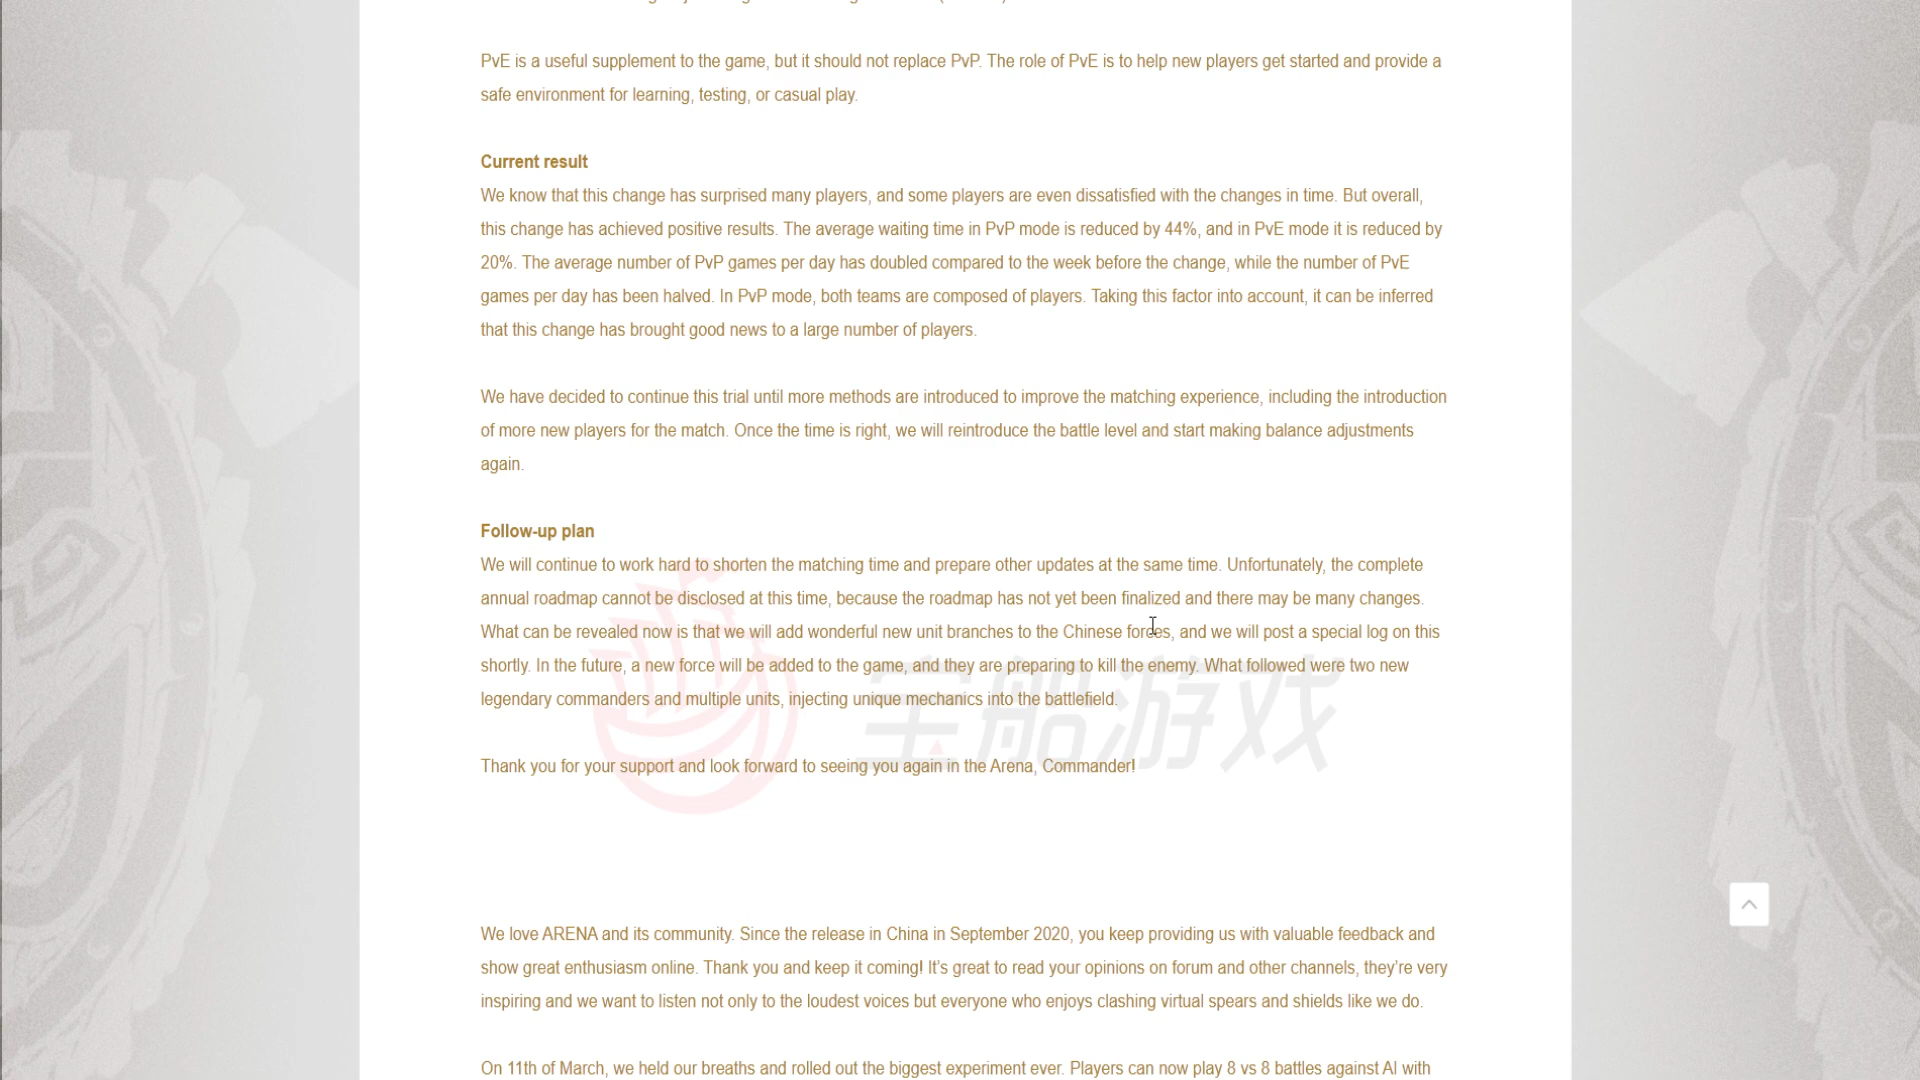 PvE is a useful supplement to the game, but it should not replace PvP. The role of PvE is to help new players get started and provide a
safe environment for learning, testing, or casual play.
Current result
We know that this change has surprised many players, and some players are even dissatisfied with the changes in time. But overall,
this change has achieved positive results. The average waiting time in PvP mode is reduced by 44%, and in PvE mode it is reduced by
20%. The average number of PvP games per day has doubled compared to the week before the change, while the number of PvE
games per day has been halved. In PvP mode, both teams are composed of players. Taking this factor into account, it can be inferred
that this change has brought good news to a large number of players.
We have decided to continue this trial until more methods are introduced to improve the matching experience, including the introduction
of more new players for the match. Once the time is right, we will reintroduce the battle level and start making balance adjustments
again.
Follow-up plan
We will continue to work hard to shorten the matching time and prepare other updates at the same time. Unfortunately, the complete
annual roadmap cannot be disclosed at this time, because the roadmap has not yet been finalized and there may be many changes.
What can be revealed now is that we will add wonderful new unit branches to the Chinese forces, and we will post a special log on this
shortly. In the future, a new force will be added to the game, and they are preparing to kill the enemy. What followed were two new
legendary commanders and multiple units, injecting unique mechanics into the battlefield.
宝船游戏
Thank you for your support and look forward to seeing you again in the Arena, Commander!
We love ARENA and its community. Since the release in China in September 2020, you keep providing us with valuable feedback and
show great enthusiasm online. Thank you and keep it coming! It's great to read your opinions on forum and other channels, they're very
inspiring and we want to listen not only to the loudest voices but everyone who enjoys clashing virtual spears and shields like we do.
On 11th of March, we held our breaths and rolled out the biggest experiment ever. Players can now play 8 vs 8 battles against AI with